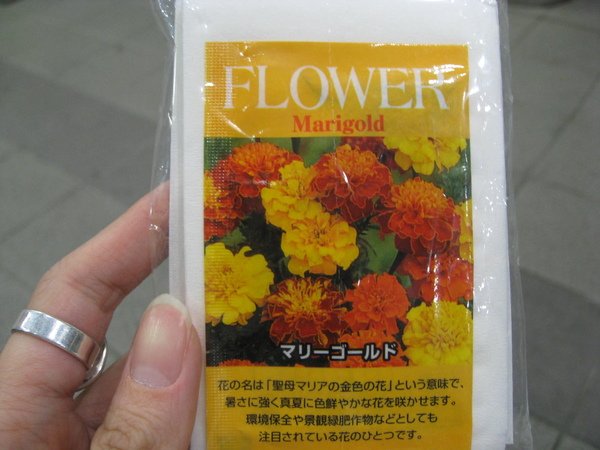 FLOWER
Marigold
マリーゴールド
花の名は「聖母マリアの金色の花」という意味で、
暑さに強く真夏に色鮮やかな花を咲かせます。
環境保全や景観緑肥作物などとしても
注目されている花のひとつです。